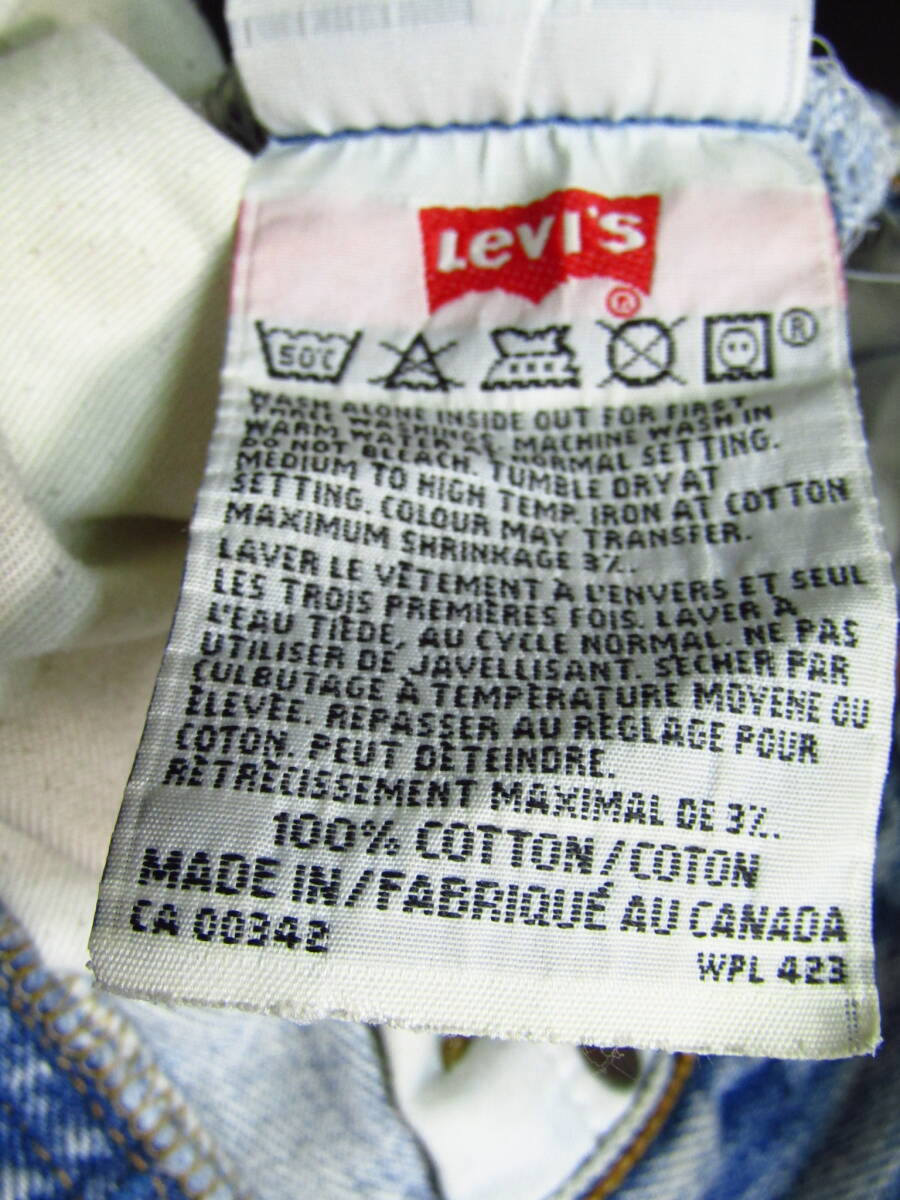 Levi's
®
50°C
®
WASH ALONE INSIDE OUT FOR FIRST
THREE WASHINGS. MACHINE WASH IN
WARM WATER AT NORMAL SETTING.
DO NOT BLEACH. TUMBLE DRY AT
MEDIUM TO HIGH TEMP. IRON AT COTTON
SETTING. COLOUR MAY TRANSFER.
MAXIMUM SHRINKAGE 3%.
LAVER LE VÊTEMENT À L'ENVERS ET SEUL
LES TROIS PREMIÈRES FOIS. LAVER À
L'EAU TIÈDE, AU CYCLE NORMAL. NE PAS
UTILISER DE JAVELLISANT. SÉCHER PAR
CULBUTAGE À TEMPÉRATURE MOYENE OU
ÉLEVÉE. REPASSER AU RÉGLAGE POUR
COTON. PEUT DÉTEINDRE.
RÉTRÉCISSEMENT MAXIMAL DE 3%.
100% COTTON/COTON
MADE IN/FABRIQUÉ AU CANADA
CA 00342
WPL 423